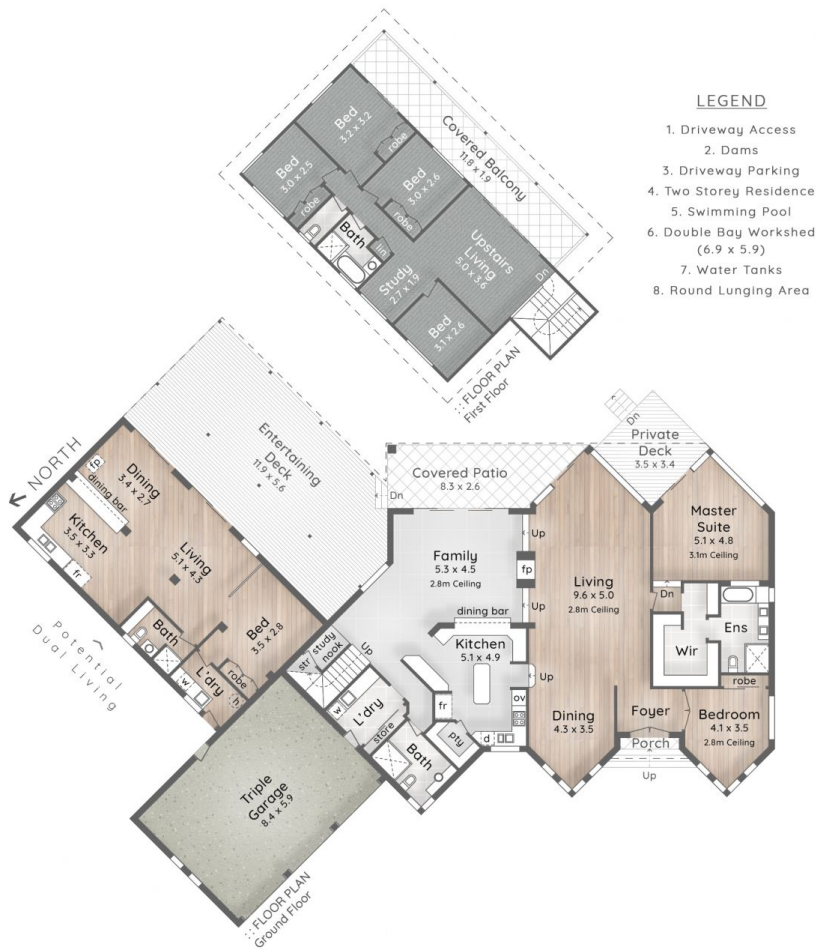 LEGEND
1. Driveway Access
2. Dams
3. Driveway Parking
4. Two Storey Residence
5. Swimming Pool
6. Double Bay Workshed
(6.9 x 5.9)
7. Water Tanks
8. Round Lunging Area
Bed
3.2 x 3.2
robe
Covered Balcony
11.8 x 1.9
Bed
3.0 x 2.5
robe
Bed
3.0 x 2.6
robe
Bath
lin
Study
2.7 x 1.9
Upstairs
Living
5.0 x 3.6
Dn
Bed
3.1 x 2.6
:: FLOOR PLAN
First Floor
NORTH
Entertaining
Deck
11.9 x 5.6
fp
Dining
3.4 x 2.7
dining bar
Kitchen
3.5 x 3.3
fr
Living
5.1 x 4.3
Bed
3.5 x 2.8
Bath
L'dry
robe
w
h
Potential
Dual Living
Dn
Covered Patio
8.3 x 2.6
Dn
Private
Deck
3.5 x 3.4
Up
Family
5.3 x 4.5
2.8m Ceiling
fp
Up
dining bar
Kitchen
5.1 x 4.9
Up
ov
fr
pty
d
Living
9.6 x 5.0
2.8m Ceiling
Master
Suite
5.1 x 4.8
3.1m Ceiling
Dn
Wir
Ens
robe
Dining
4.3 x 3.5
Foyer
Porch
Up
Bedroom
4.1 x 3.5
2.8m Ceiling
study
nook
str
Up
w
L'dry
store
Bath
Triple
Garage
8.4 x 5.9
:: FLOOR PLAN
Ground Floor